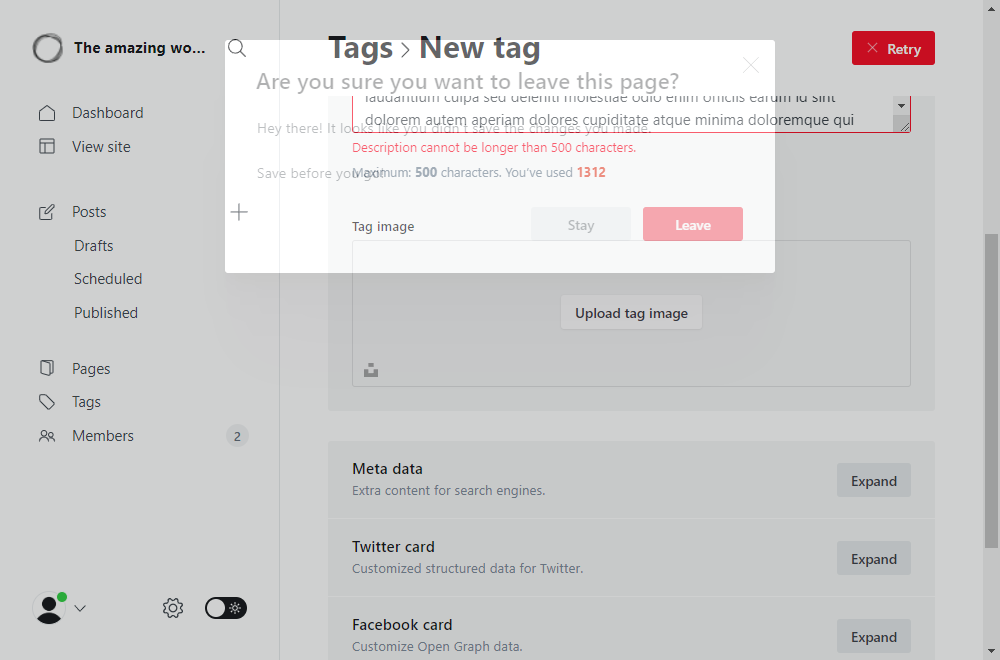 The amazing wo...
Tags > New tag
Retry
Are you sure you want to leave this page?
Dashboard
View site
laudantium culpa sed deleniti molestiae odio enim officiis earum id sint
dolorem autem aperiam dolores cupiditate atque minima doloremque qui
Hey there! It looks like you didn't save the changes you made.
Description cannot be longer than 500 characters.
Save before you go!
Maximum: 500 characters. You've used 1312
Posts
Drafts
Scheduled
Published
Tag image
Stay
Leave
Upload tag image
Pages
Tags
Members
2
Meta data
Extra content for search engines.
Expand
Twitter card
Customized structured data for Twitter.
Expand
Facebook card
Customize Open Graph data.
Expand